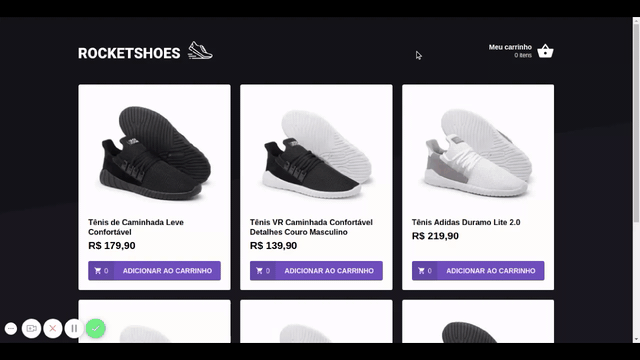 ROCKETSHOES
Meu carrinho
0 itens
Tênis de Caminhada Leve
Confortável
R$ 179,90
0 ADICIONAR AO CARRINHO
Tênis VR Caminhada Confortável
Detalhes Couro Masculino
R$ 139,90
0 ADICIONAR AO CARRINHO
Tênis Adidas Duramo Lite 2.0
R$ 219,90
0 ADICIONAR AO CARRINHO